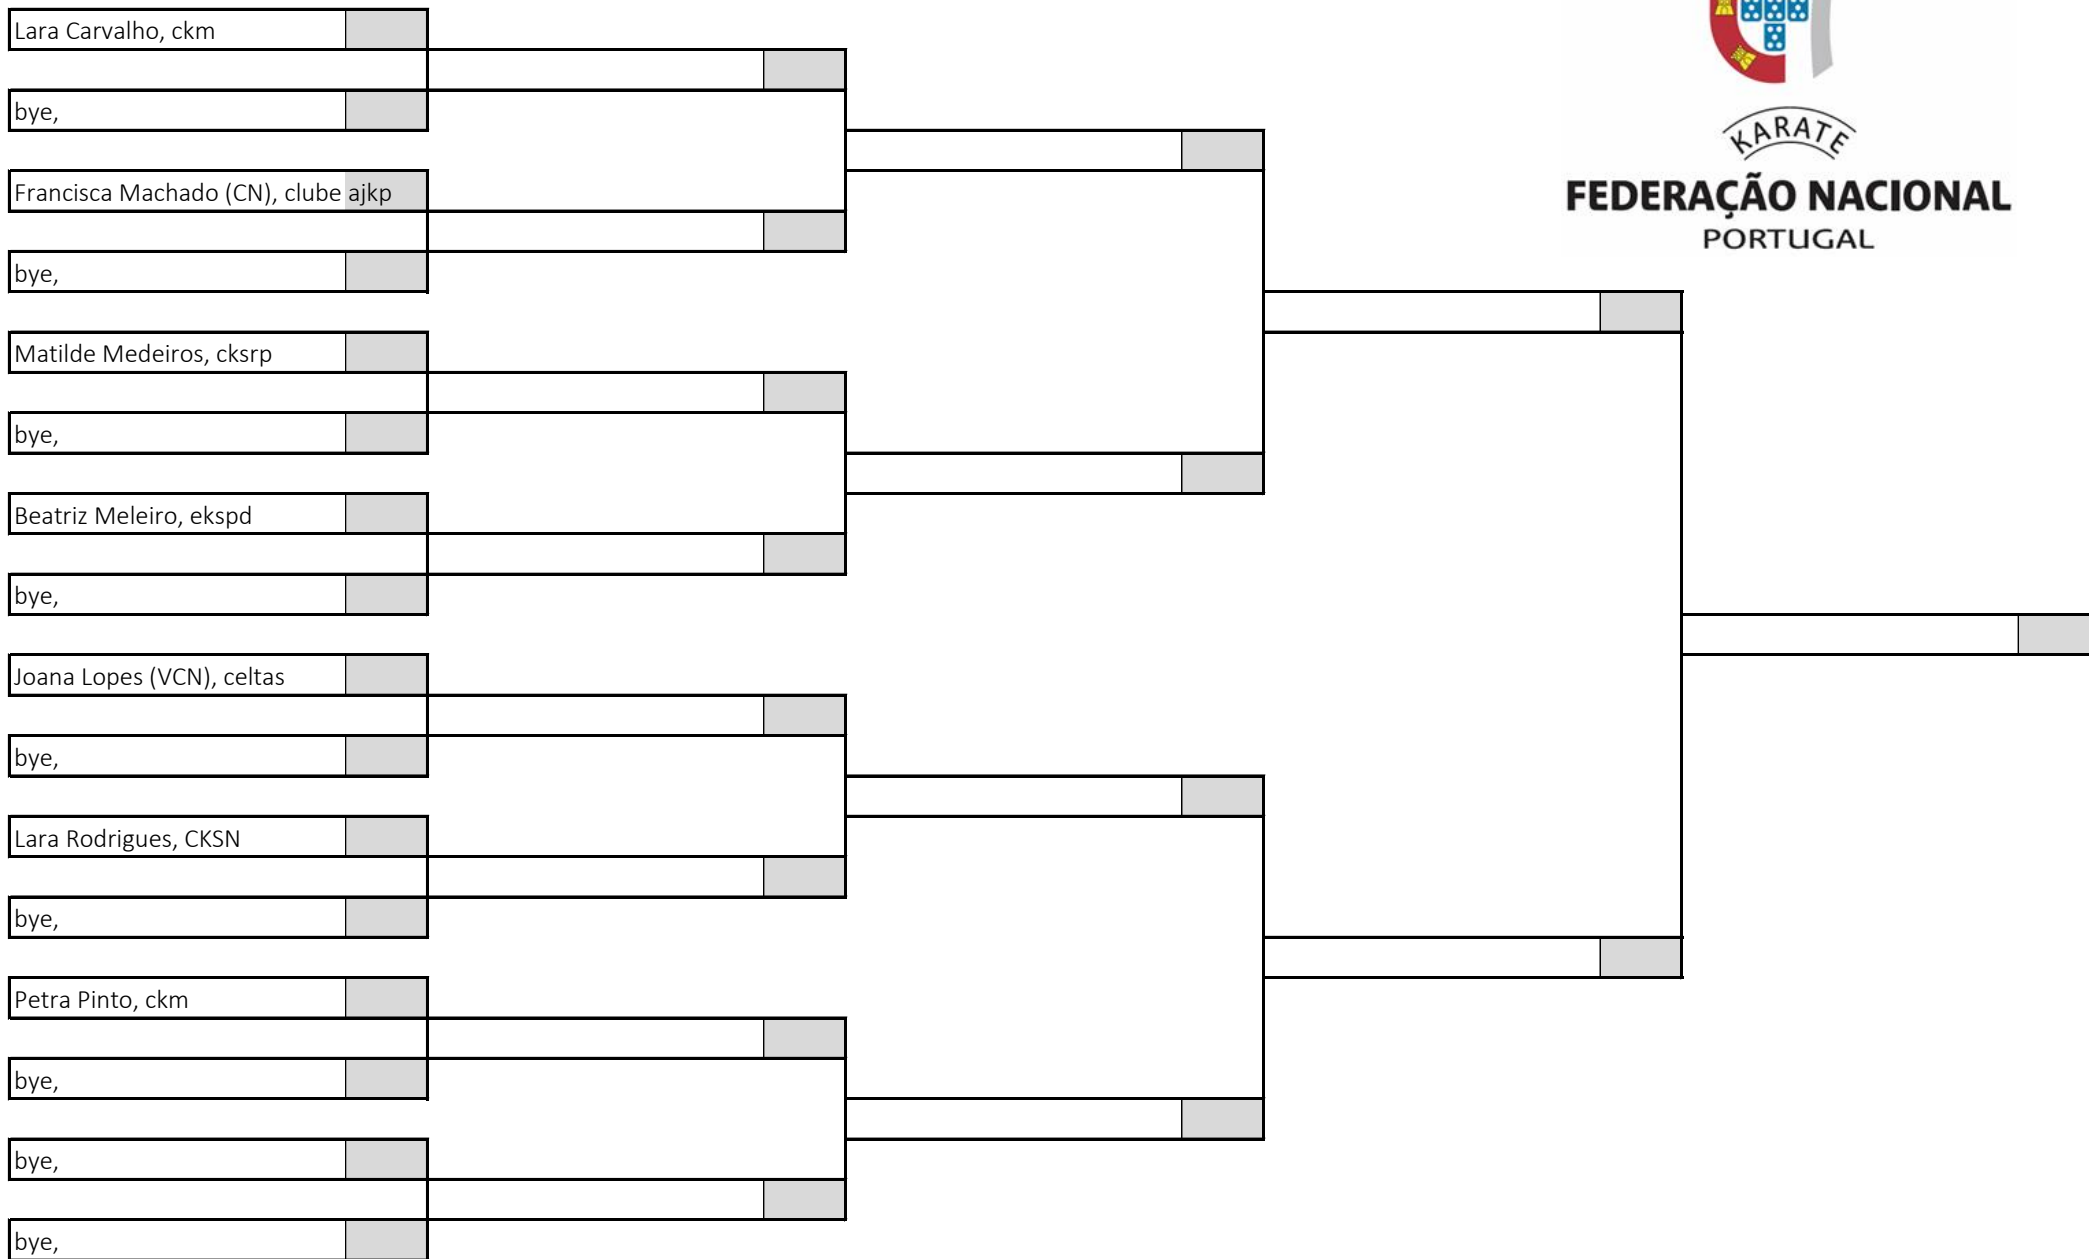 Lara Carvalho, ckm
bye,
Francisca Machado (CN), clube ajkp
bye,
Matilde Medeiros, cksrp
bye,
Beatriz Meleiro, ekspd
bye,
Joana Lopes (VCN), celtas
bye,
Lara Rodrigues, CKSN
bye,
Petra Pinto, ckm
bye,
bye,
bye,
KARATE
FEDERAÇÃO NACIONAL
PORTUGAL